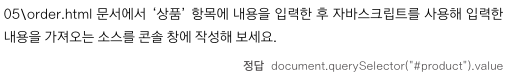 05\order.html 문서에서 ‘상품’ 항목에 내용을 입력한 후 자바스크립트를 사용해 입력한
내용을 가져오는 소스를 콘솔 창에 작성해 보세요.
정답 document.querySelector("#product").value